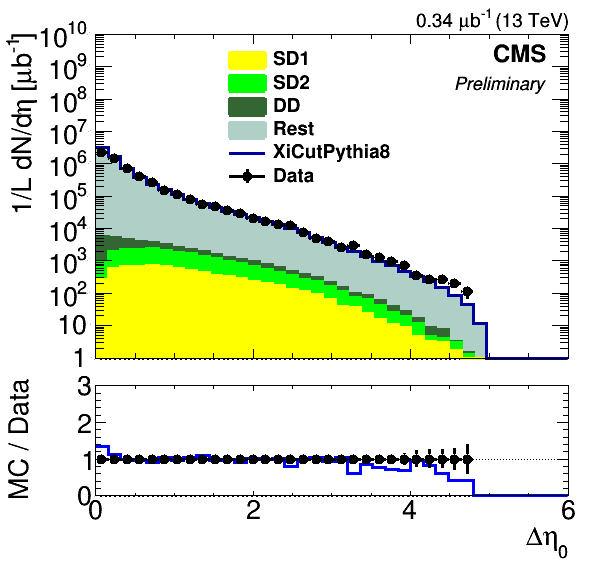 0.34 μb⁻¹ (13 TeV)
1/L dN/dη [μb⁻¹]
10¹⁰
10⁹
10⁸
10⁷
10⁶
10⁵
10⁴
10³
10²
10
1
CMS
Preliminary
SD1
SD2
DD
Rest
XiCutPythia8
Data
MC / Data
3
2
1
0
0 2 4 6
Δη₀